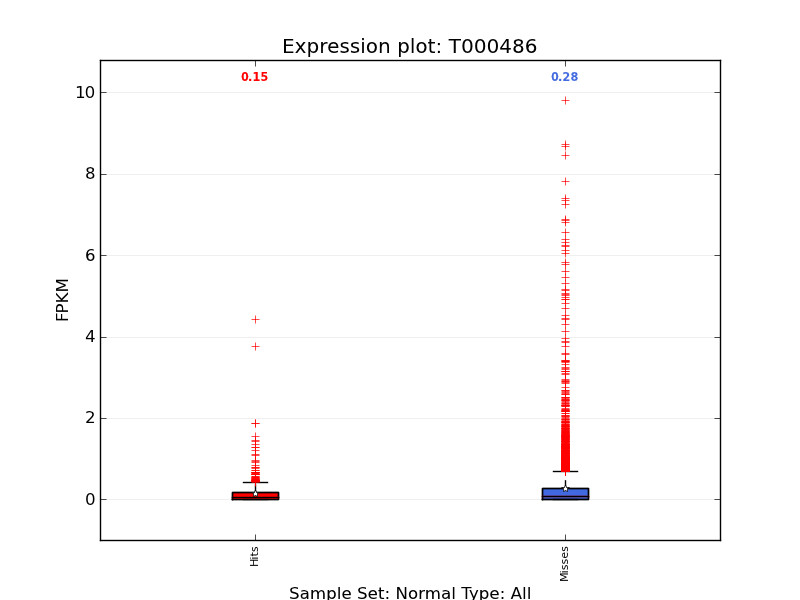 Expression plot: T000486
0.15 0.28
10
8
6
4
2
0
FPKM
Hits Misses
Sample Set: Normal Type: All